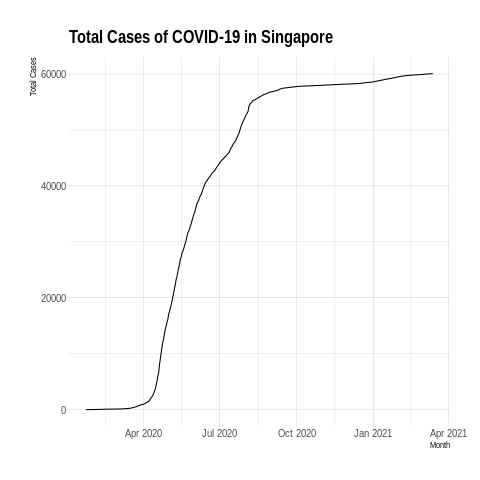 Total Cases of COVID-19 in Singapore
Total Cases
60000
40000
20000
0
Apr 2020 Jul 2020 Oct 2020 Jan 2021 Apr 2021
Month